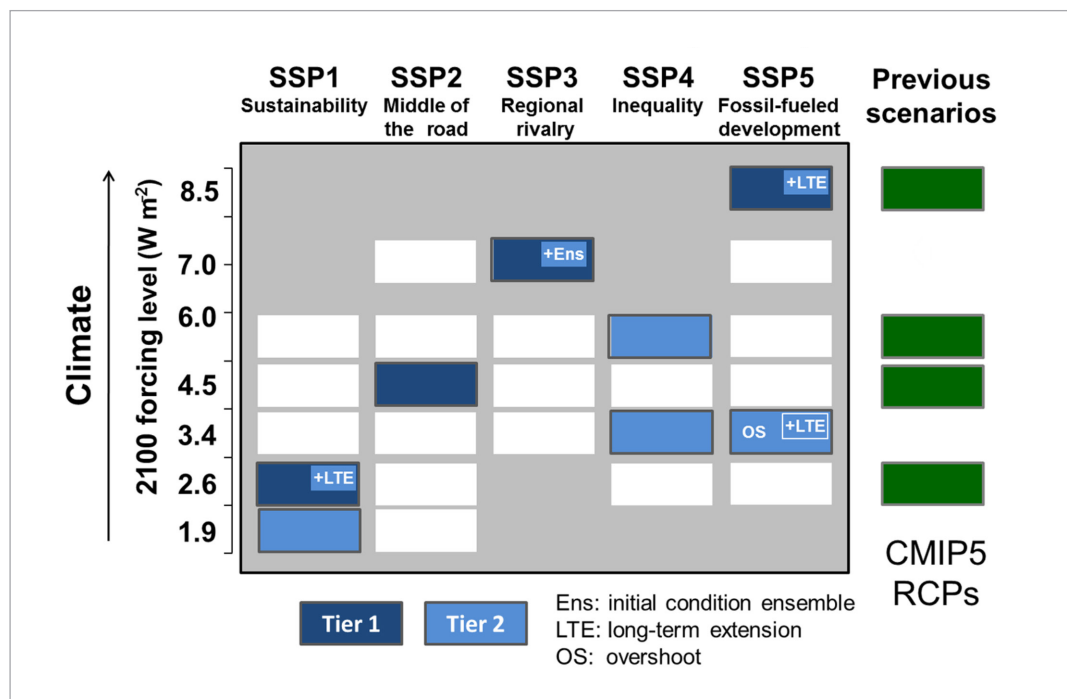 SSP1 SSP2 SSP3 SSP4 SSP5 Previous
Sustainability Middle of Regional Inequality Fossil-fueled scenarios
the road rivalry development
Climate
2100 forcing level (W m-2)
8.5 +LTE
7.0 +Ens
6.0
4.5
3.4 OS +LTE
2.6 +LTE
1.9
CMIP5
RCPs
Tier 1 Tier 2
Ens: initial condition ensemble
LTE: long-term extension
OS: overshoot